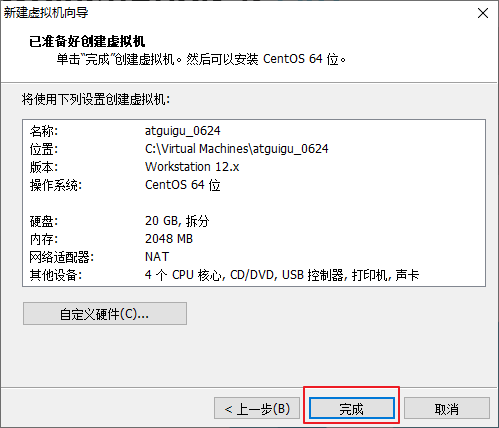 新建虚拟机向导
已准备好创建虚拟机
单击“完成”创建虚拟机。然后可以安装 CentOS 64 位。
将使用下列设置创建虚拟机:
名称: atguigu_0624
位置: C:\Virtual Machines\atguigu_0624
版本: Workstation 12.x
操作系统: CentOS 64 位
硬盘: 20 GB, 拆分
内存: 2048 MB
网络适配器: NAT
其他设备: 4 个 CPU 核心, CD/DVD, USB 控制器, 打印机, 声卡
自定义硬件(C)...
< 上一步(B) 完成 取消